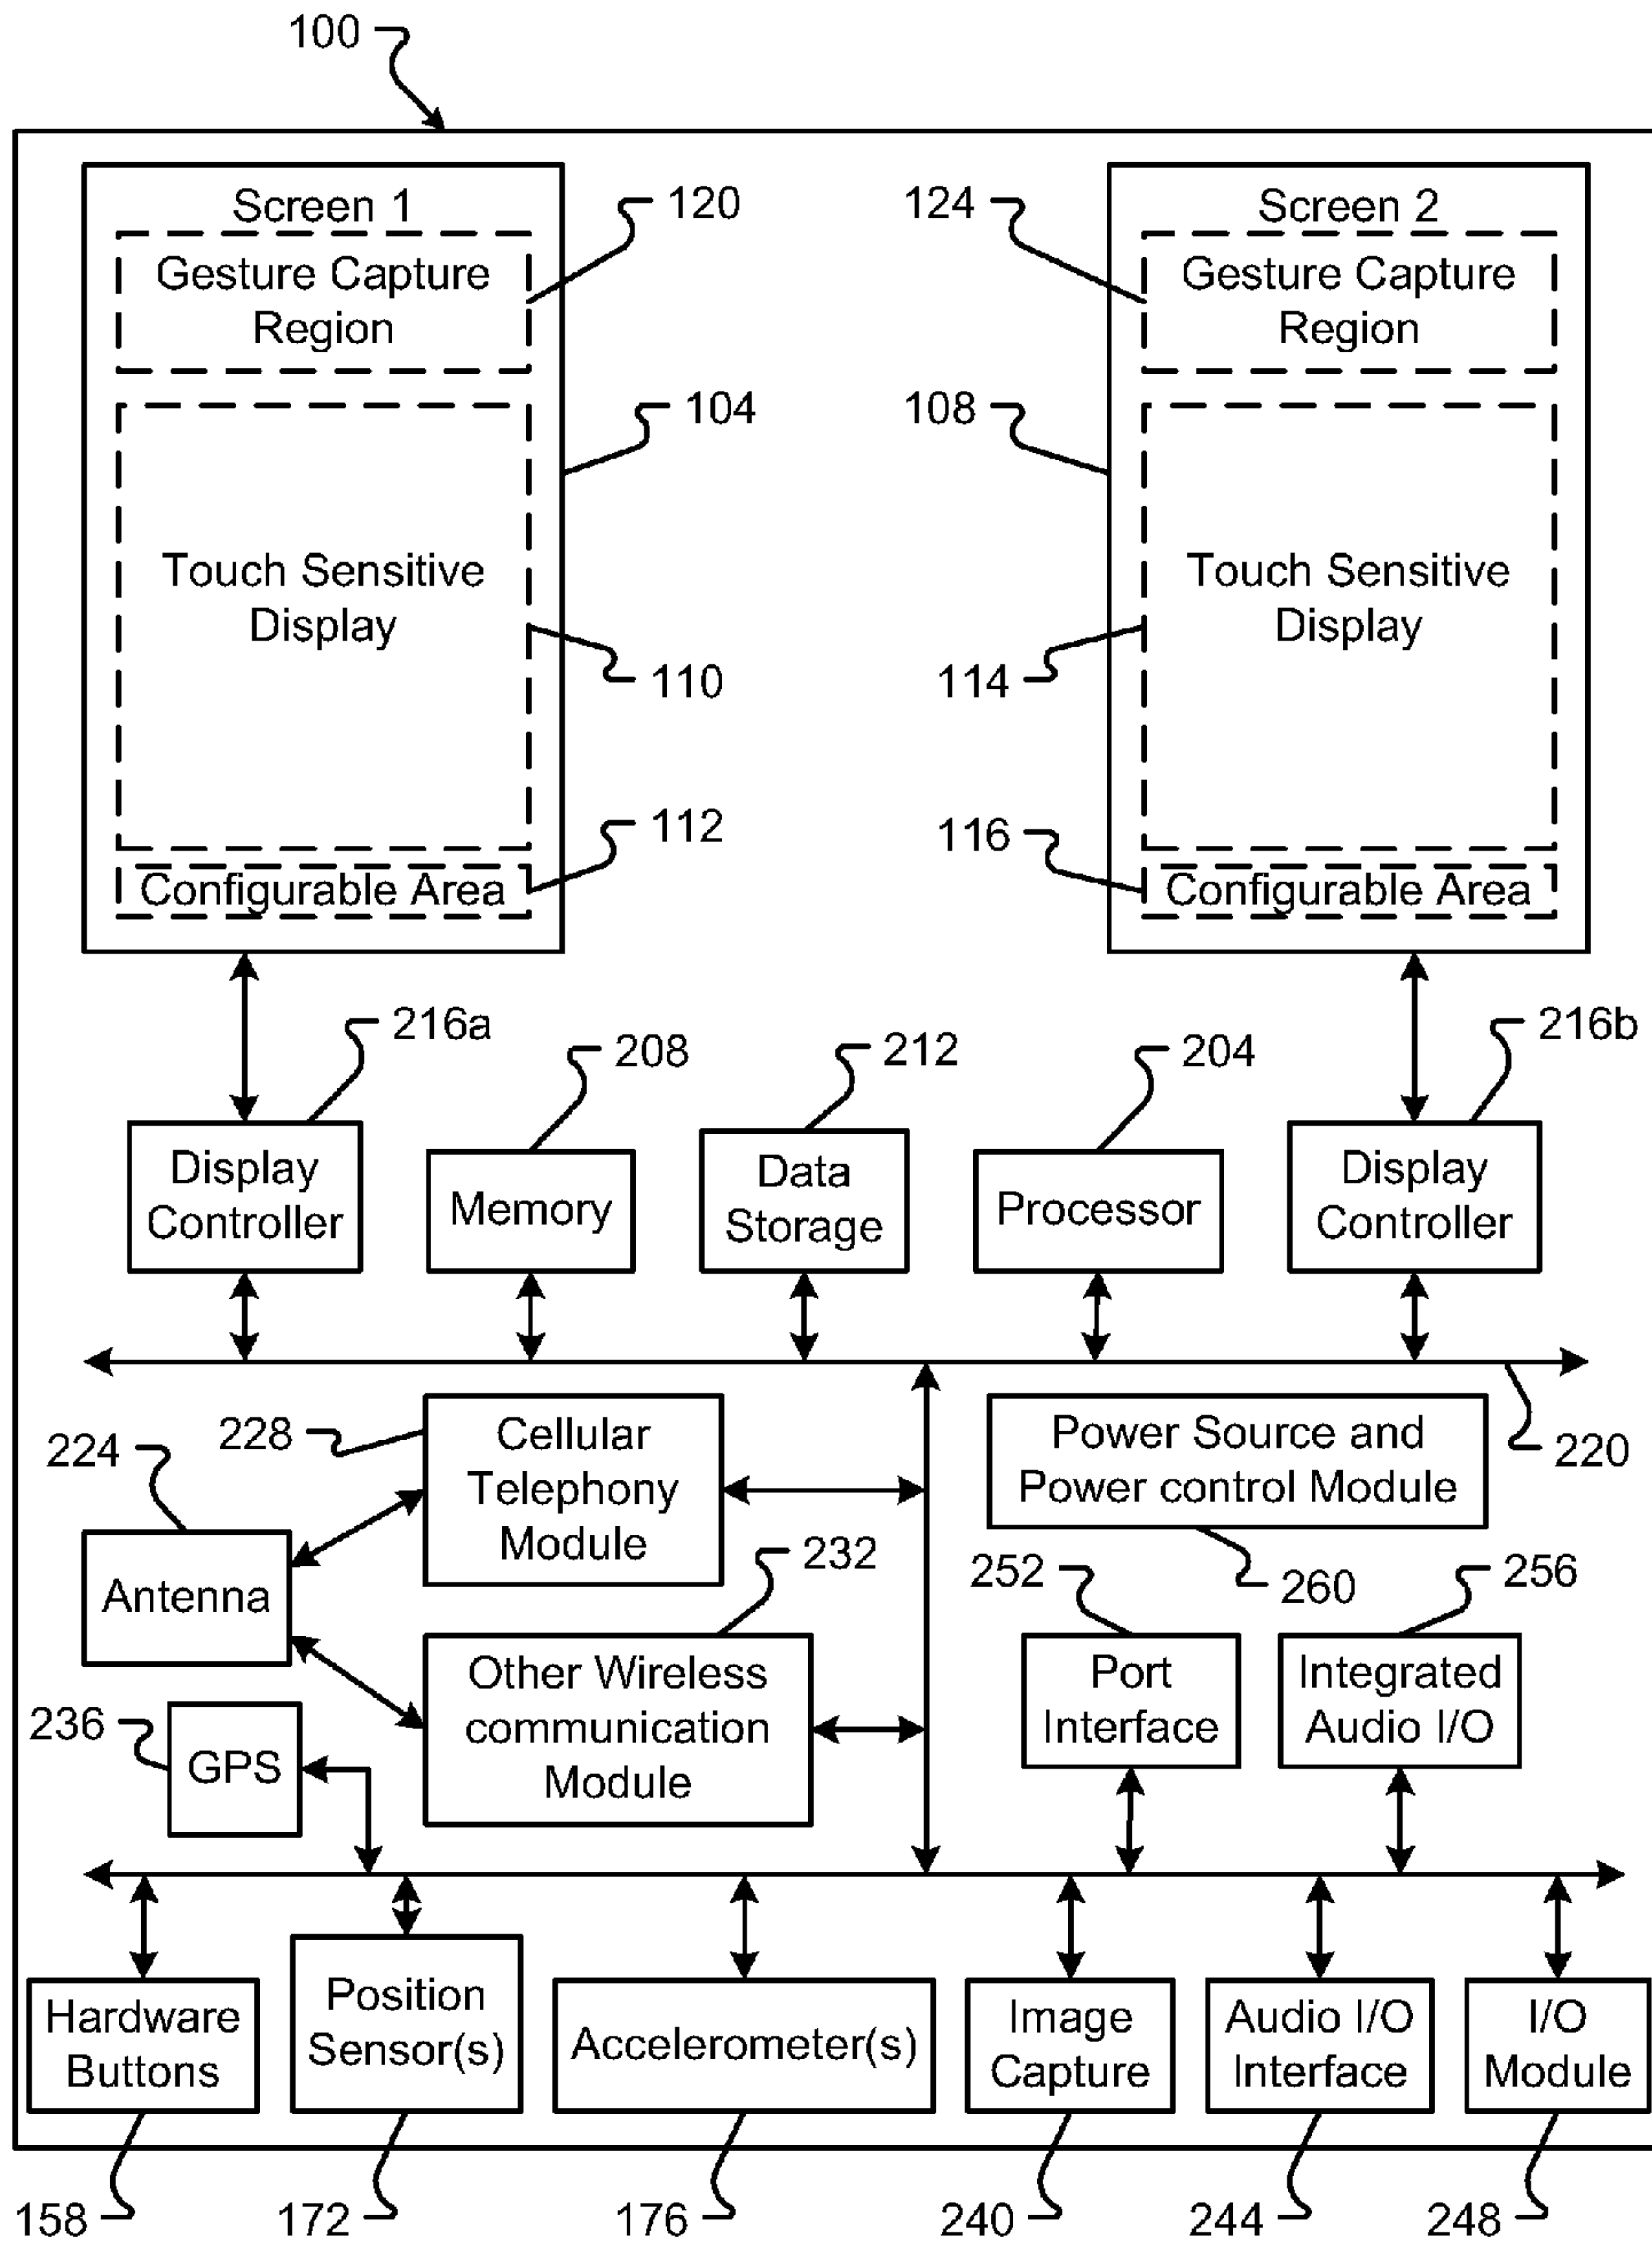 100
Screen 1
120
124
Screen 2
Gesture Capture
Region
Gesture Capture
Region
104
108
Touch Sensitive
Display
Touch Sensitive
Display
110
114
112
116
Configurable Area
Configurable Area
216a
208
212
204
216b
Display
Controller
Memory
Data
Storage
Processor
Display
Controller
224
228
Cellular
Telephony
Module
Power Source and
Power control Module
220
Antenna
232
252
260
256
Other Wireless
communication
Module
Port
Interface
Integrated
Audio I/O
236
GPS
Hardware
Buttons
Position
Sensor(s)
Accelerometer(s)
Image
Capture
Audio I/O
Interface
I/O
Module
158
172
176
240
244
248